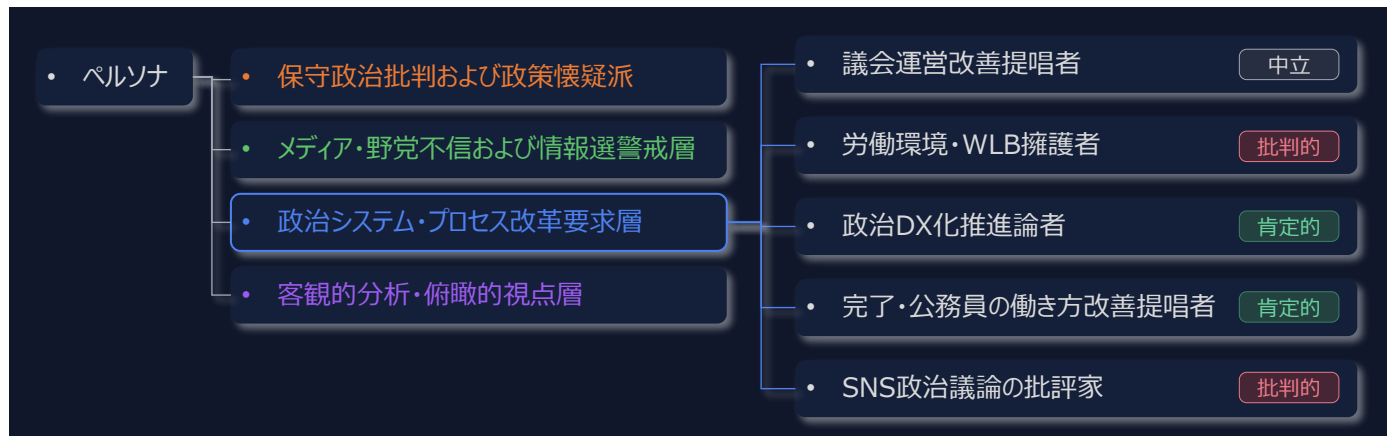 • ペルソナ
• 保守政治批判および政策懐疑派
• メディア・野党不信および情報選警戒層
• 政治システム・プロセス改革要求層
• 客観的分析・俯瞰的視点層
• 議会運営改善提唱者 中立
• 労働環境・WLB擁護者 批判的
• 政治DX化推進論者 肯定的
• 完了・公務員の働き方改善提唱者 肯定的
• SNS政治議論の批評家 批判的